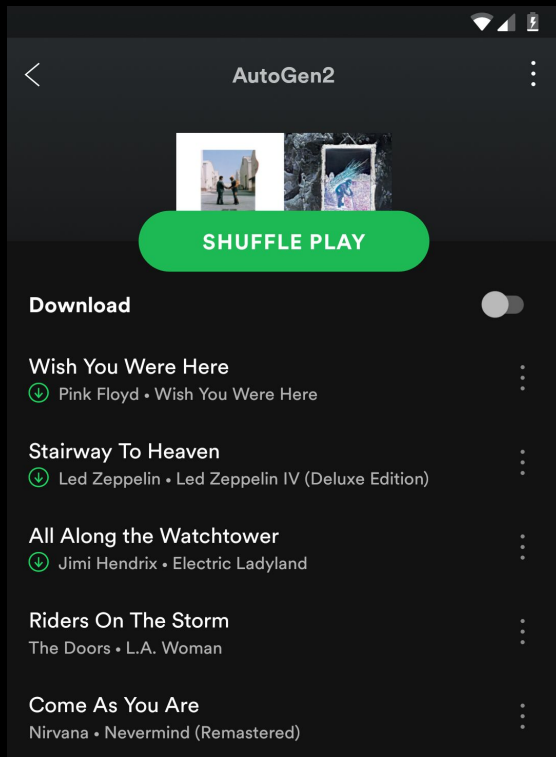 AutoGen2
SHUFFLE PLAY
Download
Wish You Were Here
Pink Floyd • Wish You Were Here
Stairway To Heaven
Led Zeppelin • Led Zeppelin IV (Deluxe Edition)
All Along the Watchtower
Jimi Hendrix • Electric Ladyland
Riders On The Storm
The Doors • L.A. Woman
Come As You Are
Nirvana • Nevermind (Remastered)